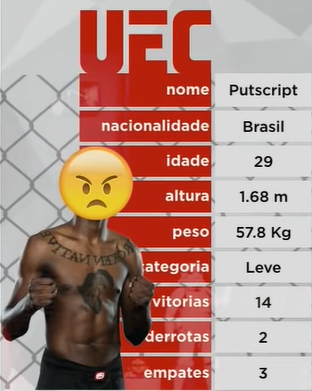 UFC
nome Putscript
nacionalidade Brasil
idade 29
altura 1.68 m
peso 57.8 Kg
categoria Leve
vitorias 14
derrotas 2
empates 3